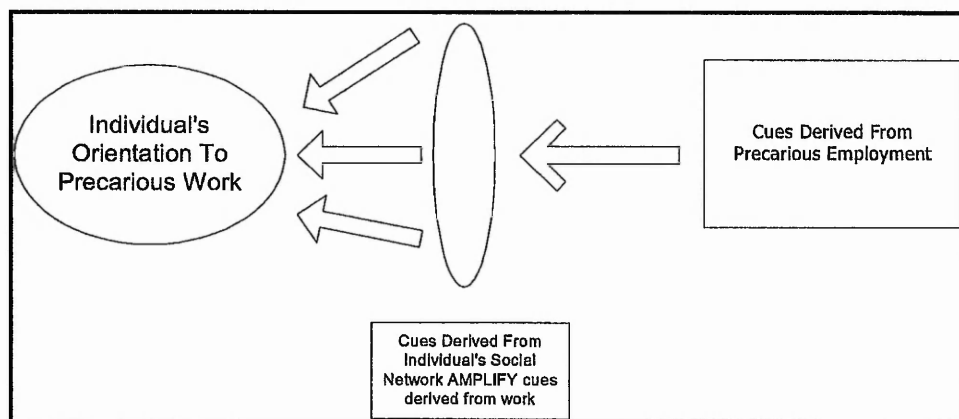 Individual's
Orientation To
Precarious Work
Cues Derived From
Precarious Employment
Cues Derived From
Individual's Social
Network AMPLIFY cues
derived from work